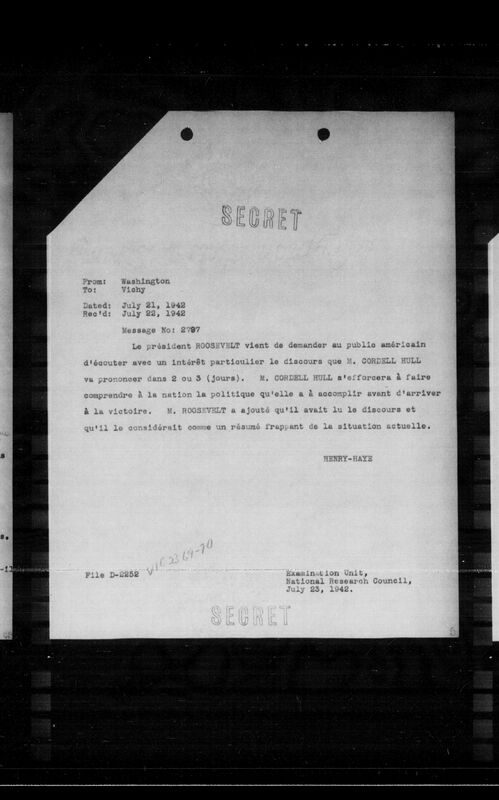 SECRET
From: Washington
To: Vichy
Dated: July 21, 1942
Rec'd: July 22, 1942
Message No: 2797
Le président ROOSEVELT vient de demander au public américain
d'écouter avec un intérêt particulier le discours que M. CORDELL HULL
va prononcer dans 2 ou 3 (jours). M. CORDELL HULL s'efforcera à faire
comprendre à la nation la politique qu'elle a à accomplir avant d'arriver
à la victoire. M. ROOSEVELT a ajouté qu'il avait lu le discours et
qu'il le considérait comme un résumé frappant de la situation actuelle.
HENRY-HAYE
VIC 2369-70
File D-2252
Examination Unit,
National Research Council,
July 23, 1942.
SECRET